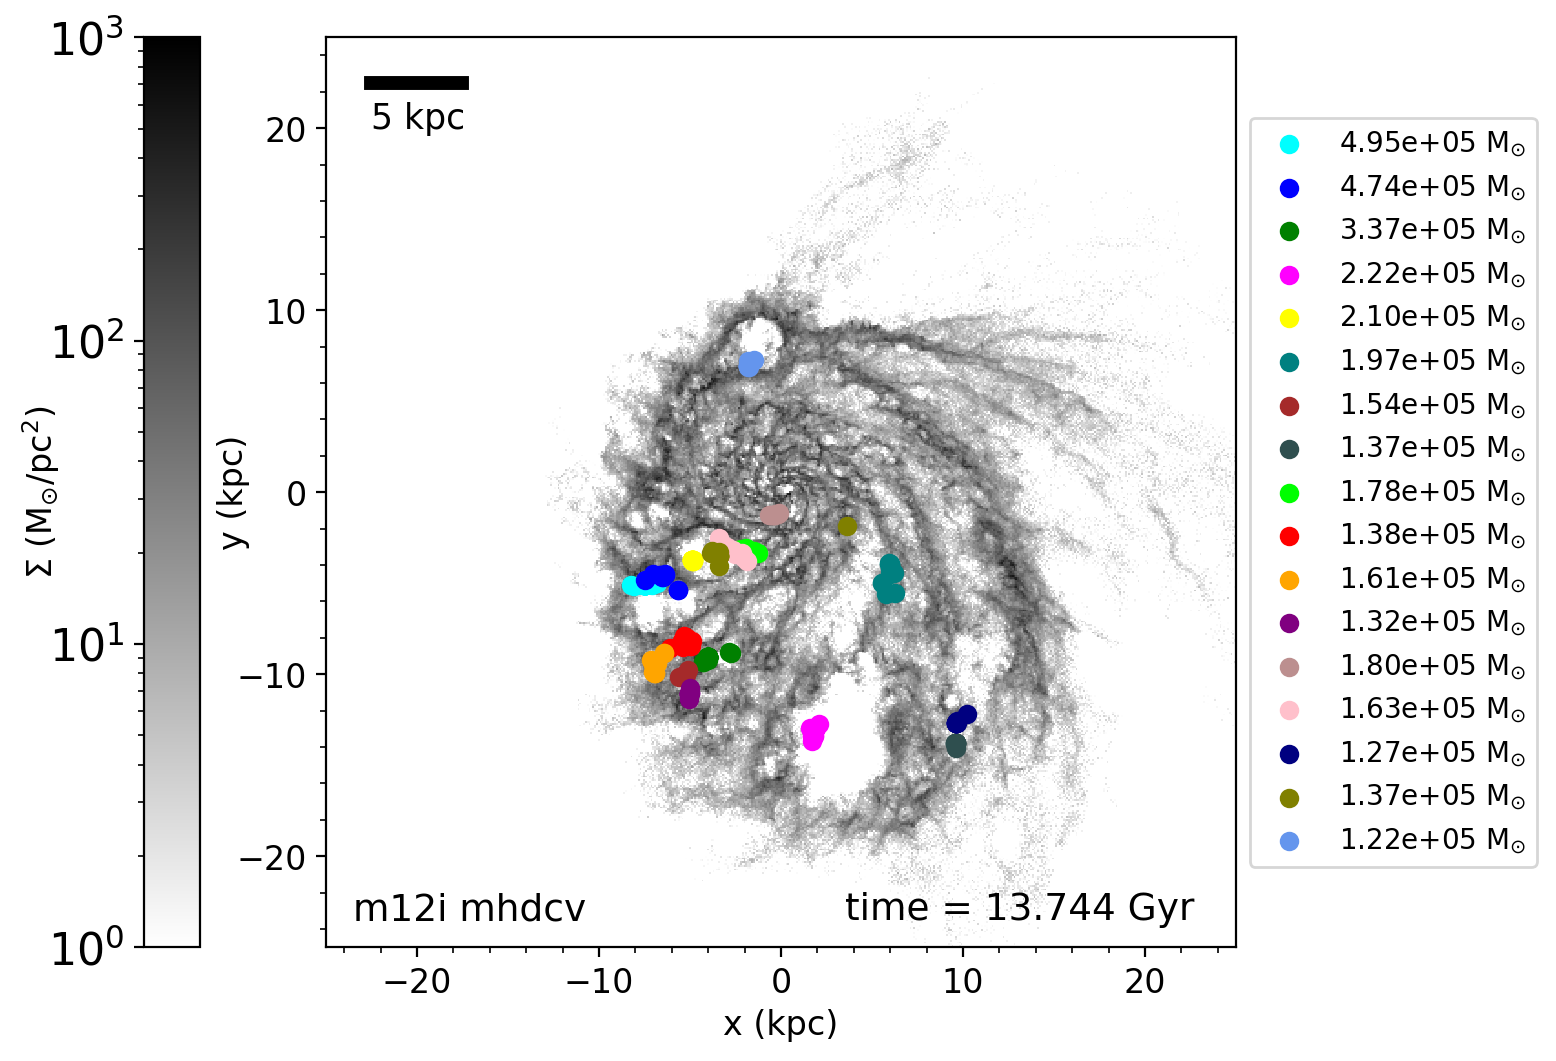 10³
10²
10¹
10⁰
Σ (M⊙/pc²)
20
10
0
−10
−20
y (kpc)
5 kpc
m12i mhdcv
time = 13.744 Gyr
−20 −10 0 10 20
x (kpc)
4.95e+05 M⊙
4.74e+05 M⊙
3.37e+05 M⊙
2.22e+05 M⊙
2.10e+05 M⊙
1.97e+05 M⊙
1.54e+05 M⊙
1.37e+05 M⊙
1.78e+05 M⊙
1.38e+05 M⊙
1.61e+05 M⊙
1.32e+05 M⊙
1.80e+05 M⊙
1.63e+05 M⊙
1.27e+05 M⊙
1.37e+05 M⊙
1.22e+05 M⊙